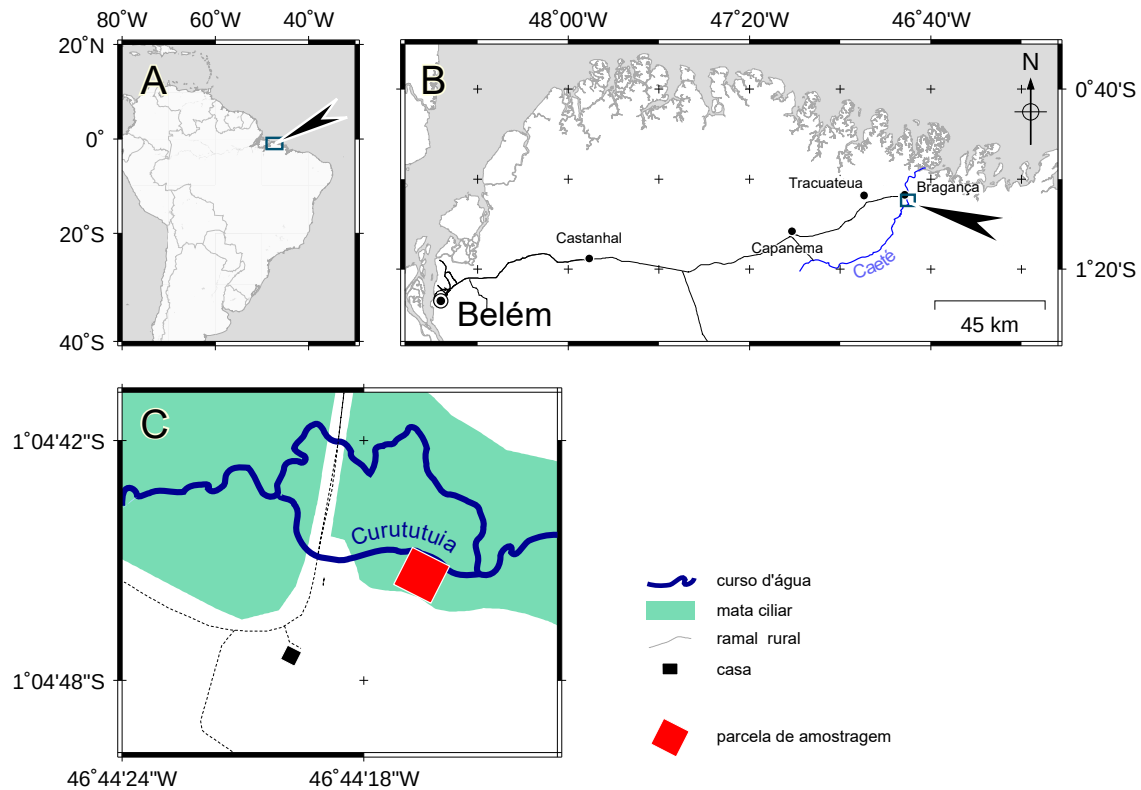 80°W 60°W 40°W
20°N
0°
20°S
40°S
A
48°00'W 47°20'W 46°40'W
B
N
0°40'S
1°20'S
Tracuateua
Bragança
Castanhal
Capanema
Caeté
Belém
45 km
C
1°04'42"S
1°04'48"S
46°44'24"W 46°44'18"W
Curututuia
curso d'água
mata ciliar
ramal rural
casa
parcela de amostragem